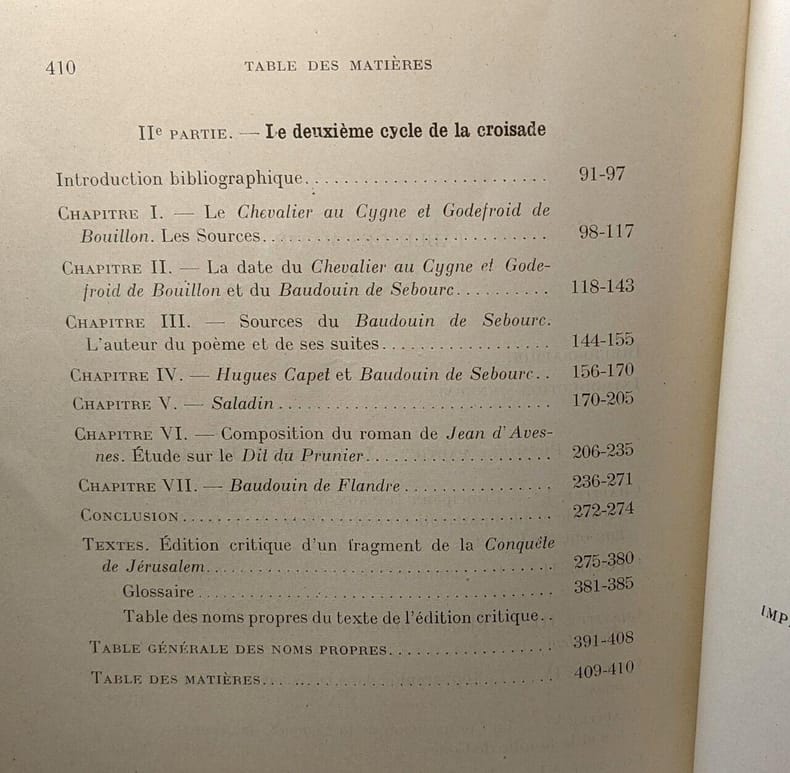 410 TABLE DES MATIÈRES
IIe PARTIE. — Le deuxième cycle de la croisade
Introduction bibliographique........................ 91-97
CHAPITRE I. — Le Chevalier au Cygne et Godefroid de
Bouillon. Les Sources............................. 98-117
CHAPITRE II. — La date du Chevalier au Cygne et Gode-
froid de Bouillon et du Baudouin de Sebourc.......... 118-143
CHAPITRE III. — Sources du Baudouin de Sebourc.
L'auteur du poème et de ses suites.................. 144-155
CHAPITRE IV. — Hugues Capet et Baudouin de Sebourc.. 156-170
CHAPITRE V. — Saladin............................ 170-205
CHAPITRE VI. — Composition du roman de Jean d'Aves-
nes. Étude sur le Dit du Prunier.................... 206-235
CHAPITRE VII. — Baudouin de Flandre................ 236-271
CONCLUSION...................................... 272-274
TEXTES. Édition critique d'un fragment de la Conquête
de Jérusalem..................................... 275-380
Glossaire...................................... 381-385
Table des noms propres du texte de l'édition critique..
TABLE GÉNÉRALE DES NOMS PROPRES.................. 391-408
TABLE DES MATIÈRES............................... 409-410
IMP